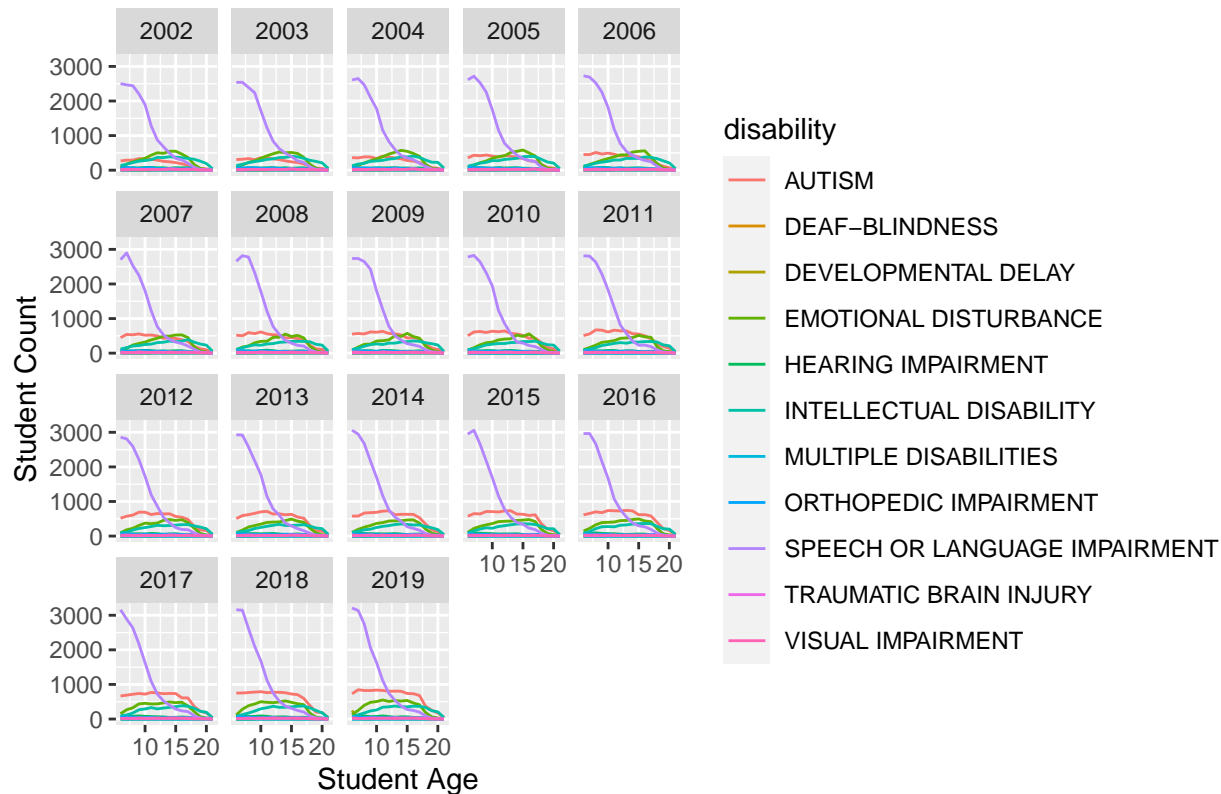 2002 2003 2004 2005 2006
3000
2000
1000
0
2007 2008 2009 2010 2011
3000
2000
1000
0
2012 2013 2014 2015 2016
3000
2000
1000
0
10 15 20 10 15 20
2017 2018 2019
3000
2000
1000
0
10 15 20 10 15 20 10 15 20
Student Age
Student Count
disability
AUTISM
DEAF−BLINDNESS
DEVELOPMENTAL DELAY
EMOTIONAL DISTURBANCE
HEARING IMPAIRMENT
INTELLECTUAL DISABILITY
MULTIPLE DISABILITIES
ORTHOPEDIC IMPAIRMENT
SPEECH OR LANGUAGE IMPAIRMENT
TRAUMATIC BRAIN INJURY
VISUAL IMPAIRMENT